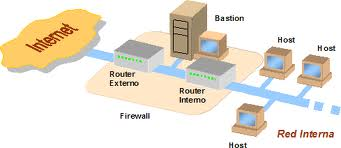 Internet
Bastion
Host
Host
Router
Externo
Router
Interno
Firewall
Host
Red Interna